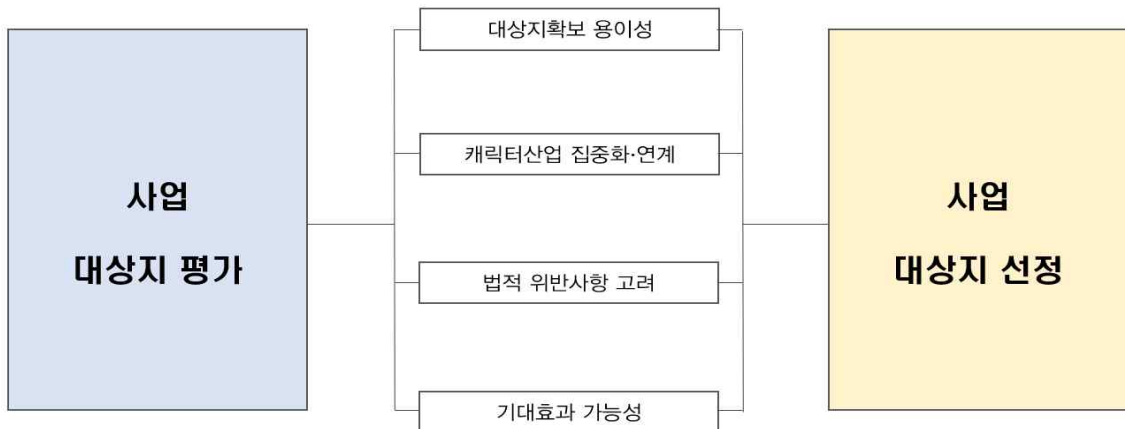 사업
대상지 평가
대상지확보 용이성
캐릭터산업 집중화·연계
법적 위반사항 고려
기대효과 가능성
사업
대상지 선정